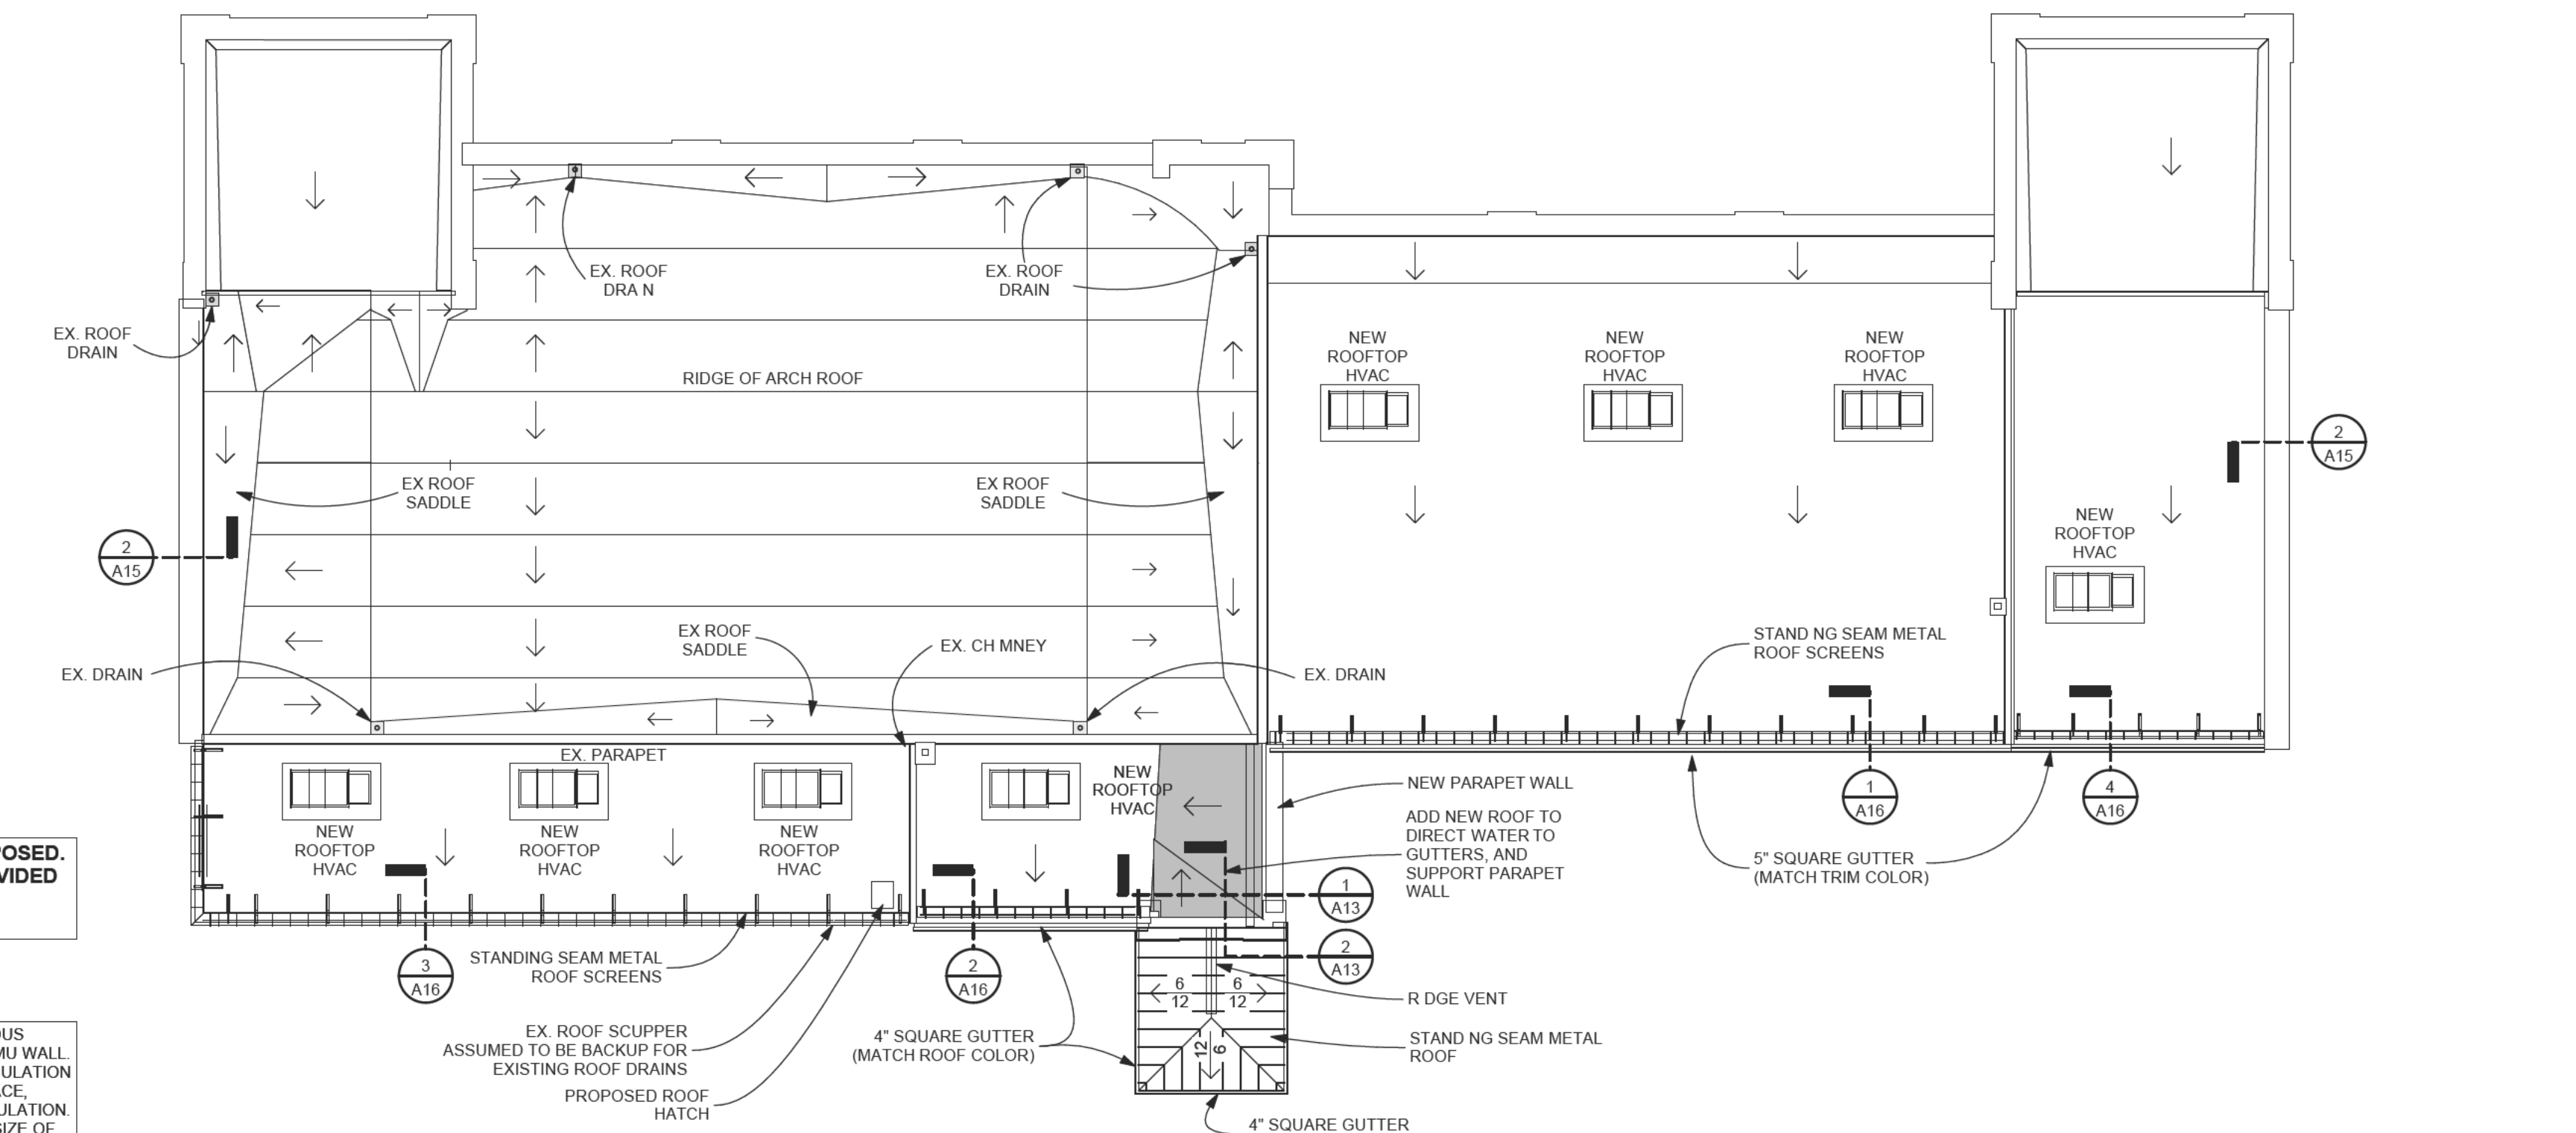 EX. ROOF
DRA N
EX. ROOF
DRAIN
EX. ROOF
DRAIN
RIDGE OF ARCH ROOF
NEW
ROOFTOP
HVAC
NEW
ROOFTOP
HVAC
NEW
ROOFTOP
HVAC
2
A15
EX ROOF
SADDLE
EX ROOF
SADDLE
NEW
ROOFTOP
HVAC
2
A15
EX ROOF
SADDLE
EX. CH MNEY
STAND NG SEAM METAL
ROOF SCREENS
EX. DRAIN
EX. DRAIN
EX. PARAPET
NEW
ROOFTOP
HVAC
NEW
ROOFTOP
HVAC
NEW
ROOFTOP
HVAC
NEW
ROOFTOP
HVAC
NEW PARAPET WALL
ADD NEW ROOF TO
DIRECT WATER TO
GUTTERS, AND
SUPPORT PARAPET
WALL
1
A16
4
A16
5" SQUARE GUTTER
(MATCH TRIM COLOR)
POSED.
VIDED
1
A13
2
A13
3
A16
STANDING SEAM METAL
ROOF SCREENS
2
A16
6
12
6
12
12
6
R DGE VENT
EX. ROOF SCUPPER
ASSUMED TO BE BACKUP FOR
EXISTING ROOF DRAINS
4" SQUARE GUTTER
(MATCH ROOF COLOR)
STAND NG SEAM METAL
ROOF
PROPOSED ROOF
HATCH
4" SQUARE GUTTER
OUS
MU WALL.
SULATION
ACE,
ULATION.
SIZE OF